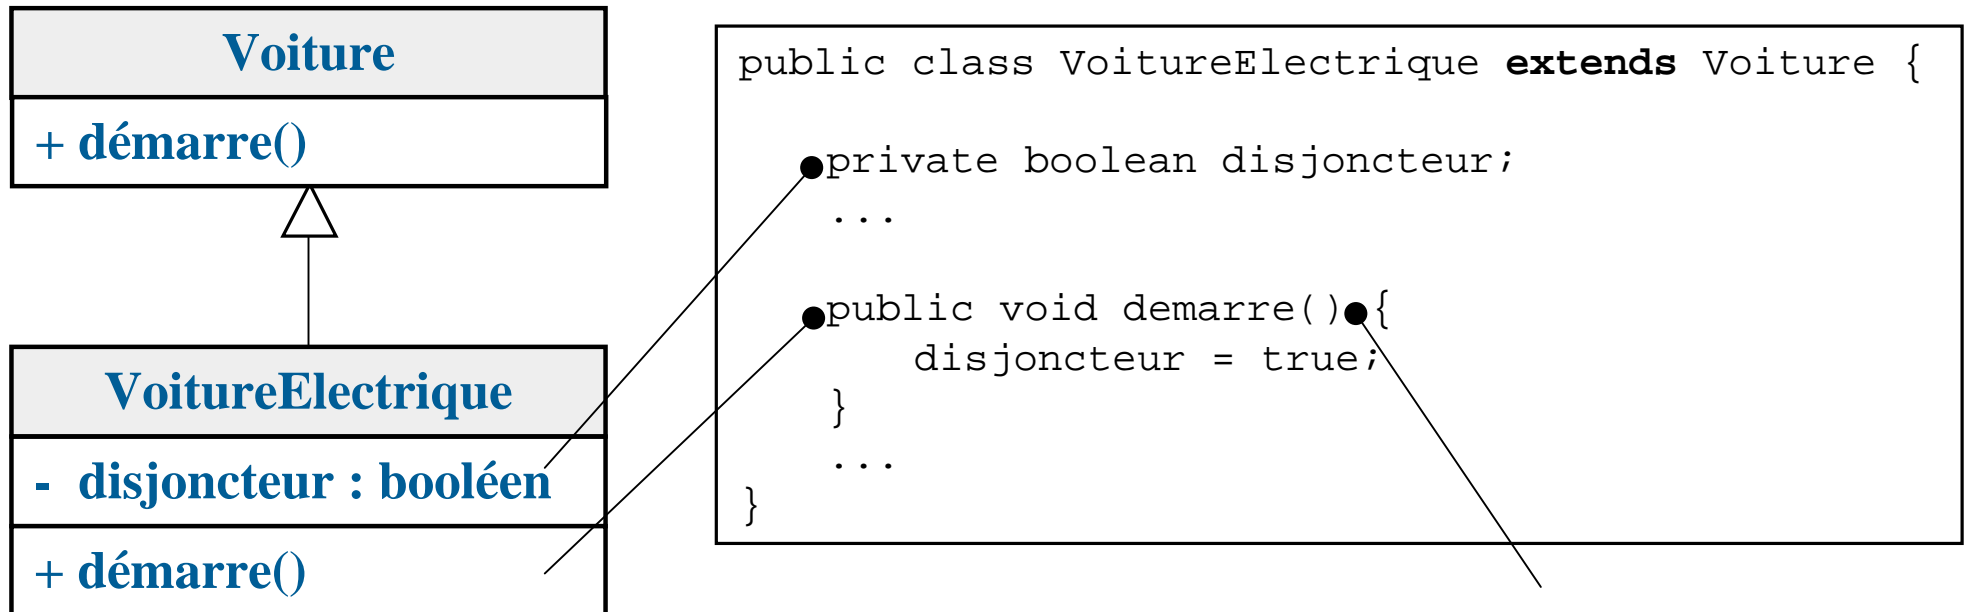 Voiture
+ démarre()
VoitureElectrique
- disjoncteur : booléen
+ démarre()
public class VoitureElectrique extends Voiture {
private boolean disjoncteur;
...
public void demarre() {
disjoncteur = true;
}
...
}